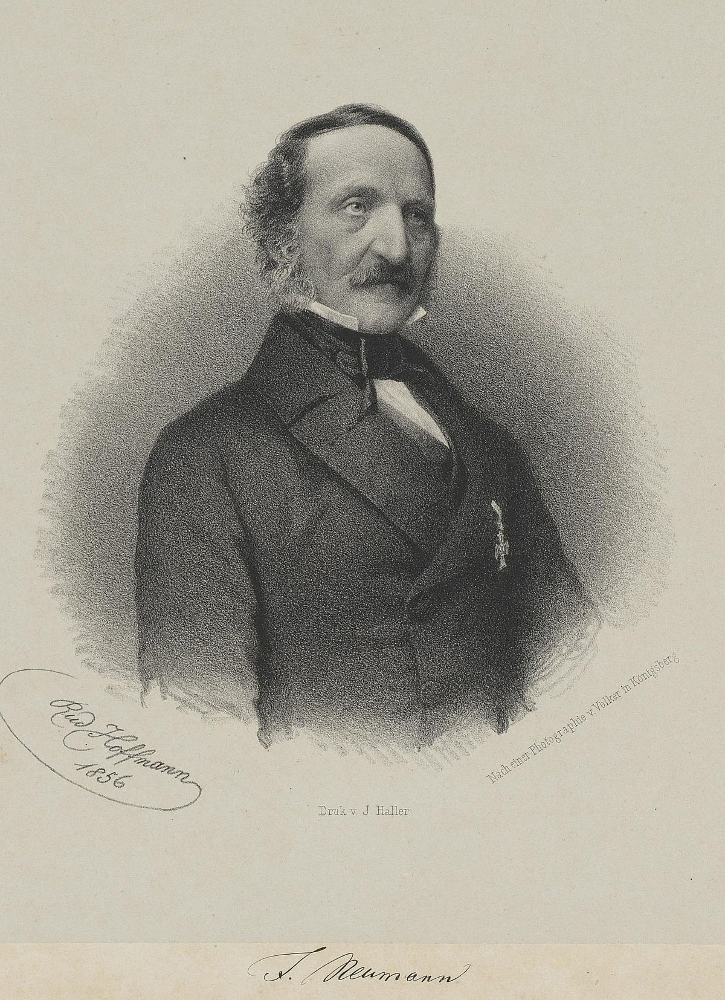 Rud. Hoffmann
1856
Nach einer Photographie v. Völker in Königsberg
Druk v. J. Haller
F. Neumann